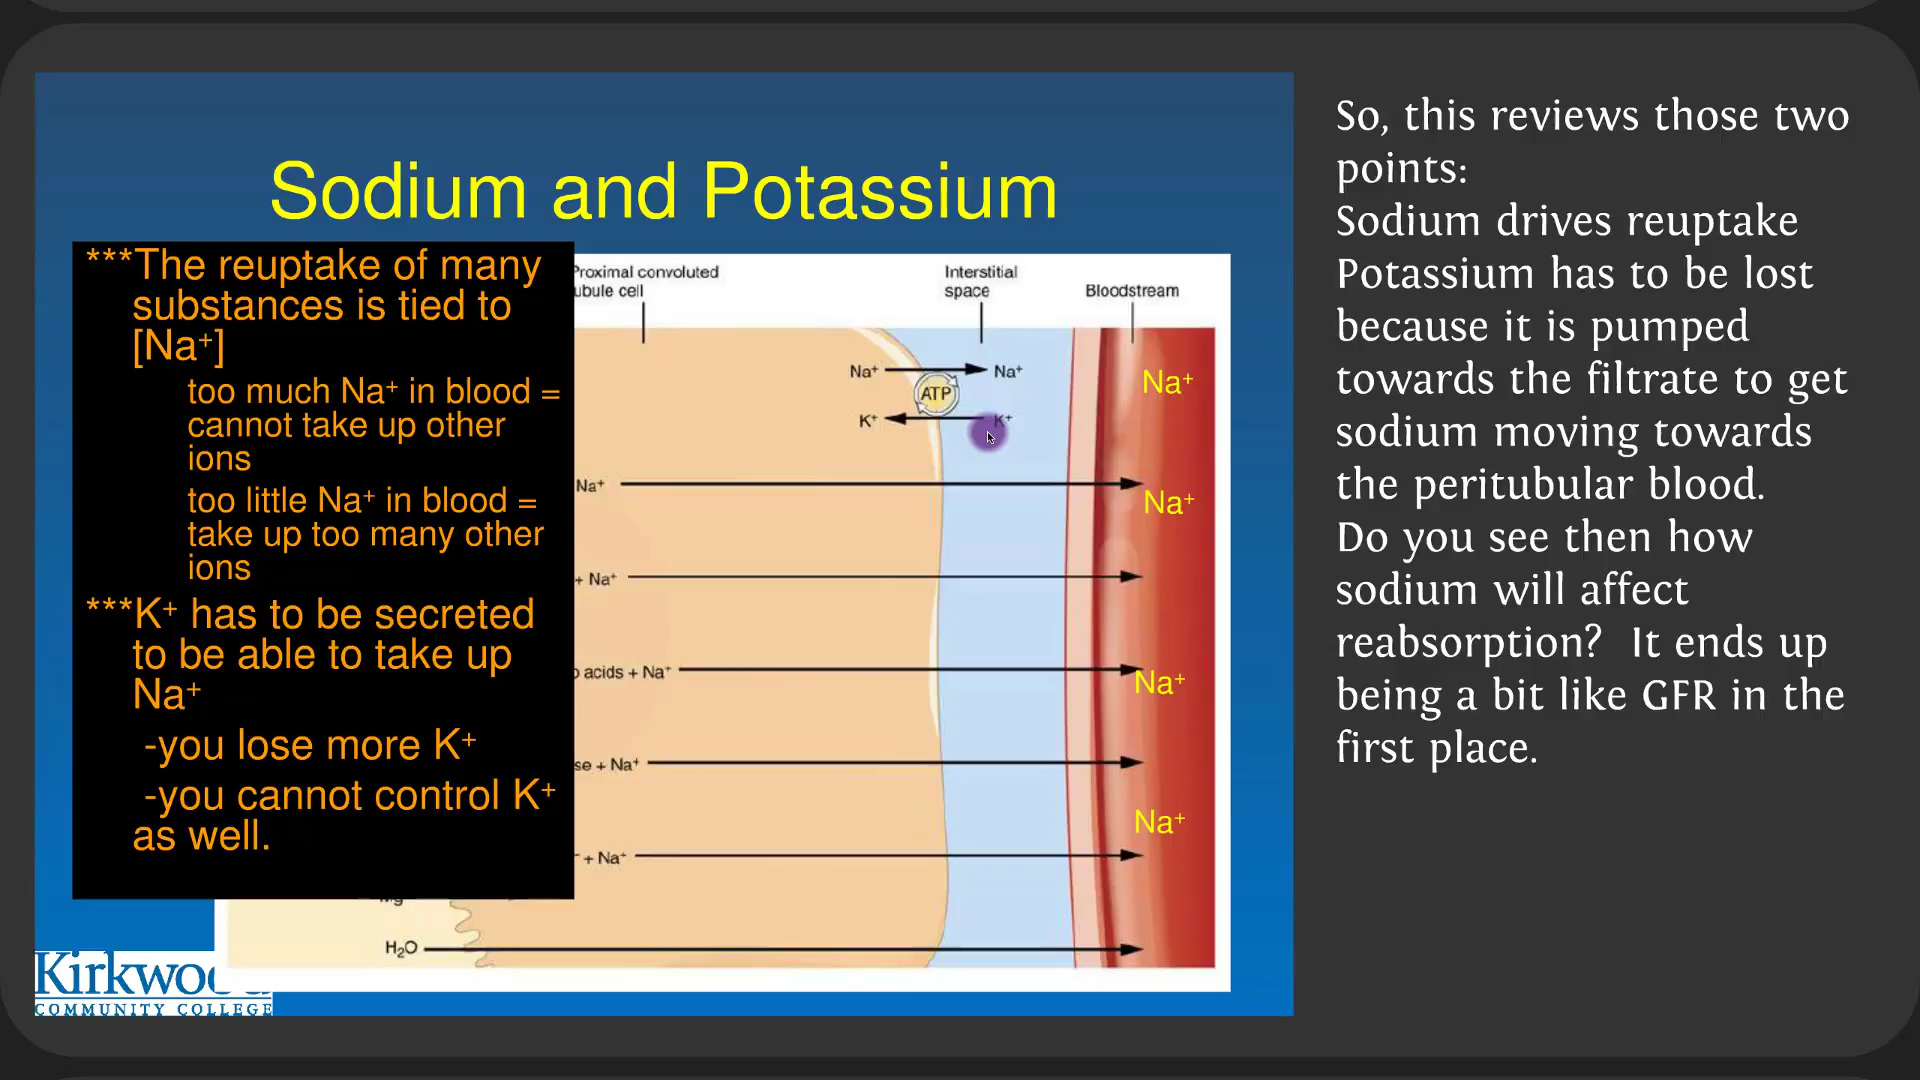 Sodium and Potassium
***The reuptake of many
substances is tied to
[Na⁺]
too much Na⁺ in blood =
cannot take up other
ions
too little Na⁺ in blood =
take up too many other
ions
***K⁺ has to be secreted
to be able to take up
Na⁺
-you lose more K⁺
-you cannot control K⁺
as well.
Proximal convoluted
ubule cell
Interstitial
space
Bloodstream
Na⁺
Na⁺
ATP
K⁺
K⁺
Na⁺
Na⁺
Na⁺
+ Na⁺
acids + Na⁺
Na⁺
se + Na⁺
Na⁺
+ Na⁺
H₂O
Kirkwood
COMMUNITY COLLEGE
So, this reviews those two
points:
Sodium drives reuptake
Potassium has to be lost
because it is pumped
towards the filtrate to get
sodium moving towards
the peritubular blood.
Do you see then how
sodium will affect
reabsorption?  It ends up
being a bit like GFR in the
first place.